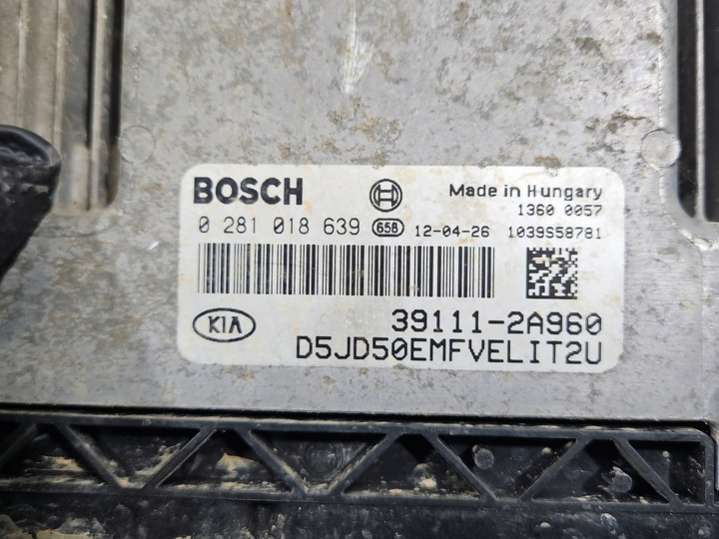 BOSCH Made in Hungary
1360 0057
0 281 018 639 658 12-04-26 1039S58781
KIA 39111-2A960
D5JD50EMFVELIT2U